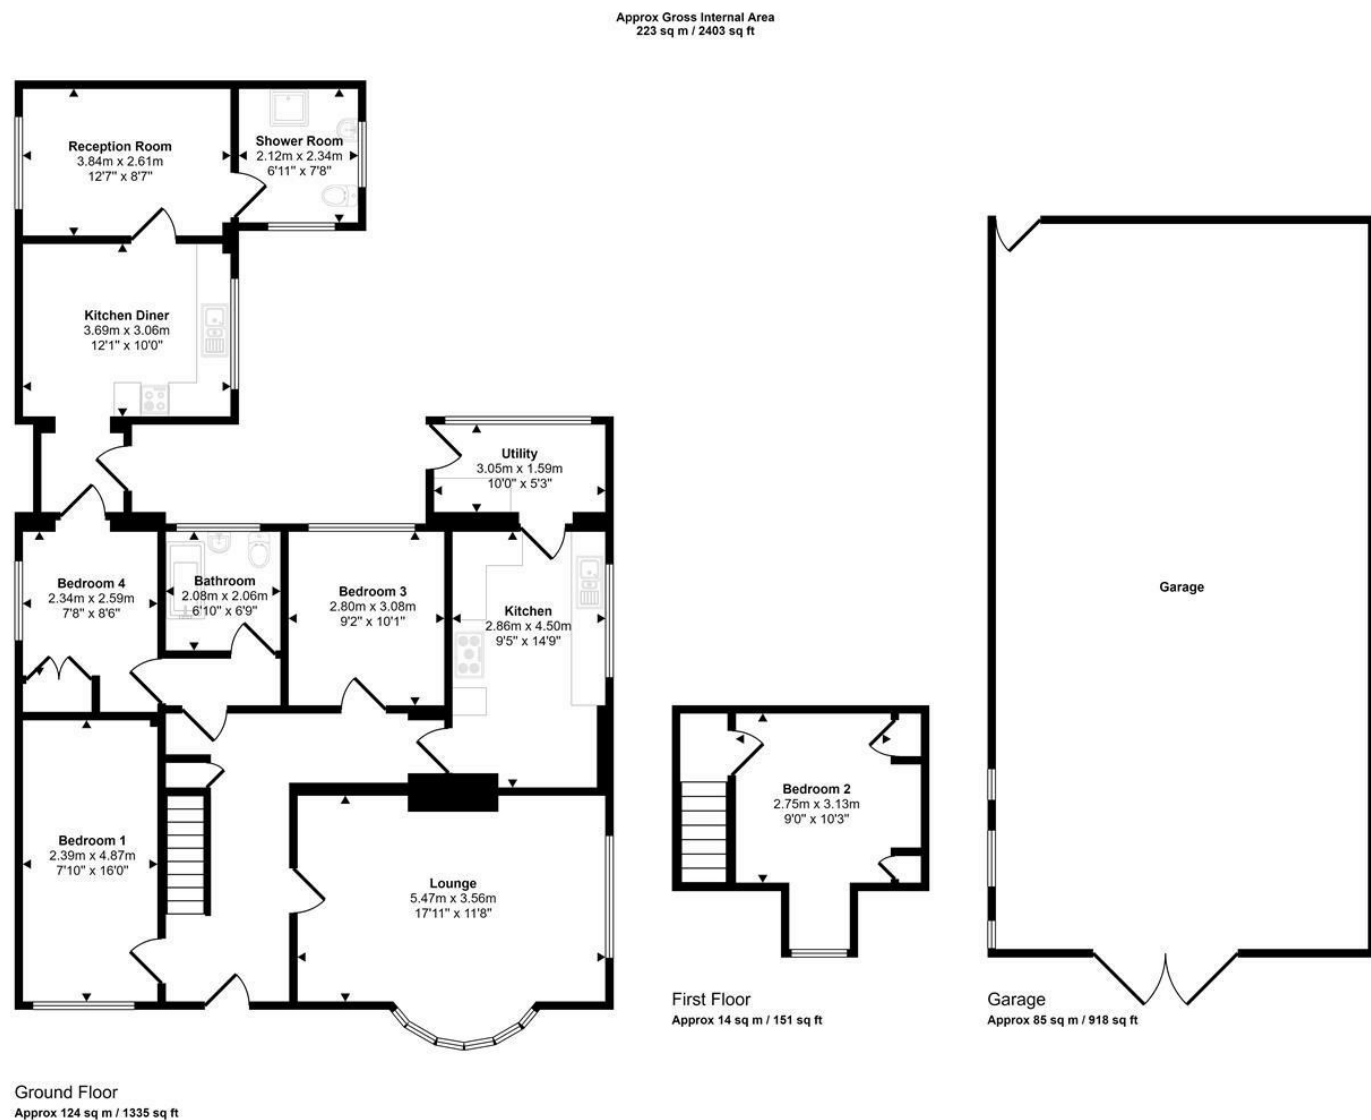 Approx Gross Internal Area
223 sq m / 2403 sq ft
Reception Room
3.84m x 2.61m
12'7" x 8'7"
Shower Room
2.12m x 2.34m
6'11" x 7'8"
Kitchen Diner
3.69m x 3.06m
12'1" x 10'0"
Utility
3.05m x 1.59m
10'0" x 5'3"
Bedroom 4
2.34m x 2.59m
7'8" x 8'6"
Bathroom
2.08m x 2.06m
6'10" x 6'9"
Bedroom 3
2.80m x 3.08m
9'2" x 10'1"
Kitchen
2.86m x 4.50m
9'5" x 14'9"
Bedroom 1
2.39m x 4.87m
7'10" x 16'0"
Lounge
5.47m x 3.56m
17'11" x 11'8"
Ground Floor
Approx 124 sq m / 1335 sq ft
Bedroom 2
2.75m x 3.13m
9'0" x 10'3"
First Floor
Approx 14 sq m / 151 sq ft
Garage
Garage
Approx 85 sq m / 918 sq ft